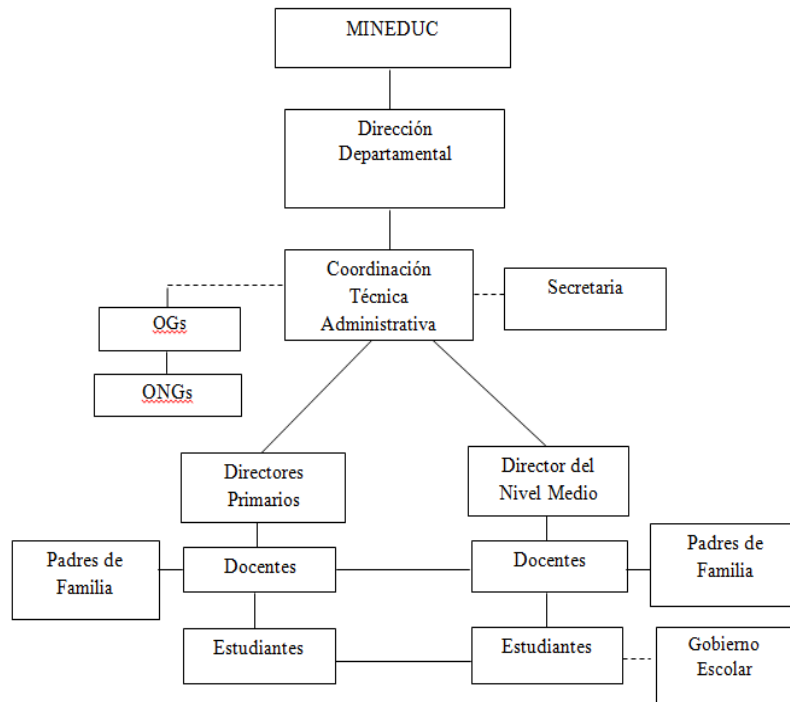 MINEDUC
Dirección
Departamental
Coordinación
Técnica
Administrativa
Secretaria
OGs
ONGs
Directores
Primarios
Director del
Nivel Medio
Padres de
Familia
Docentes
Docentes
Padres de
Familia
Estudiantes
Estudiantes
Gobierno
Escolar